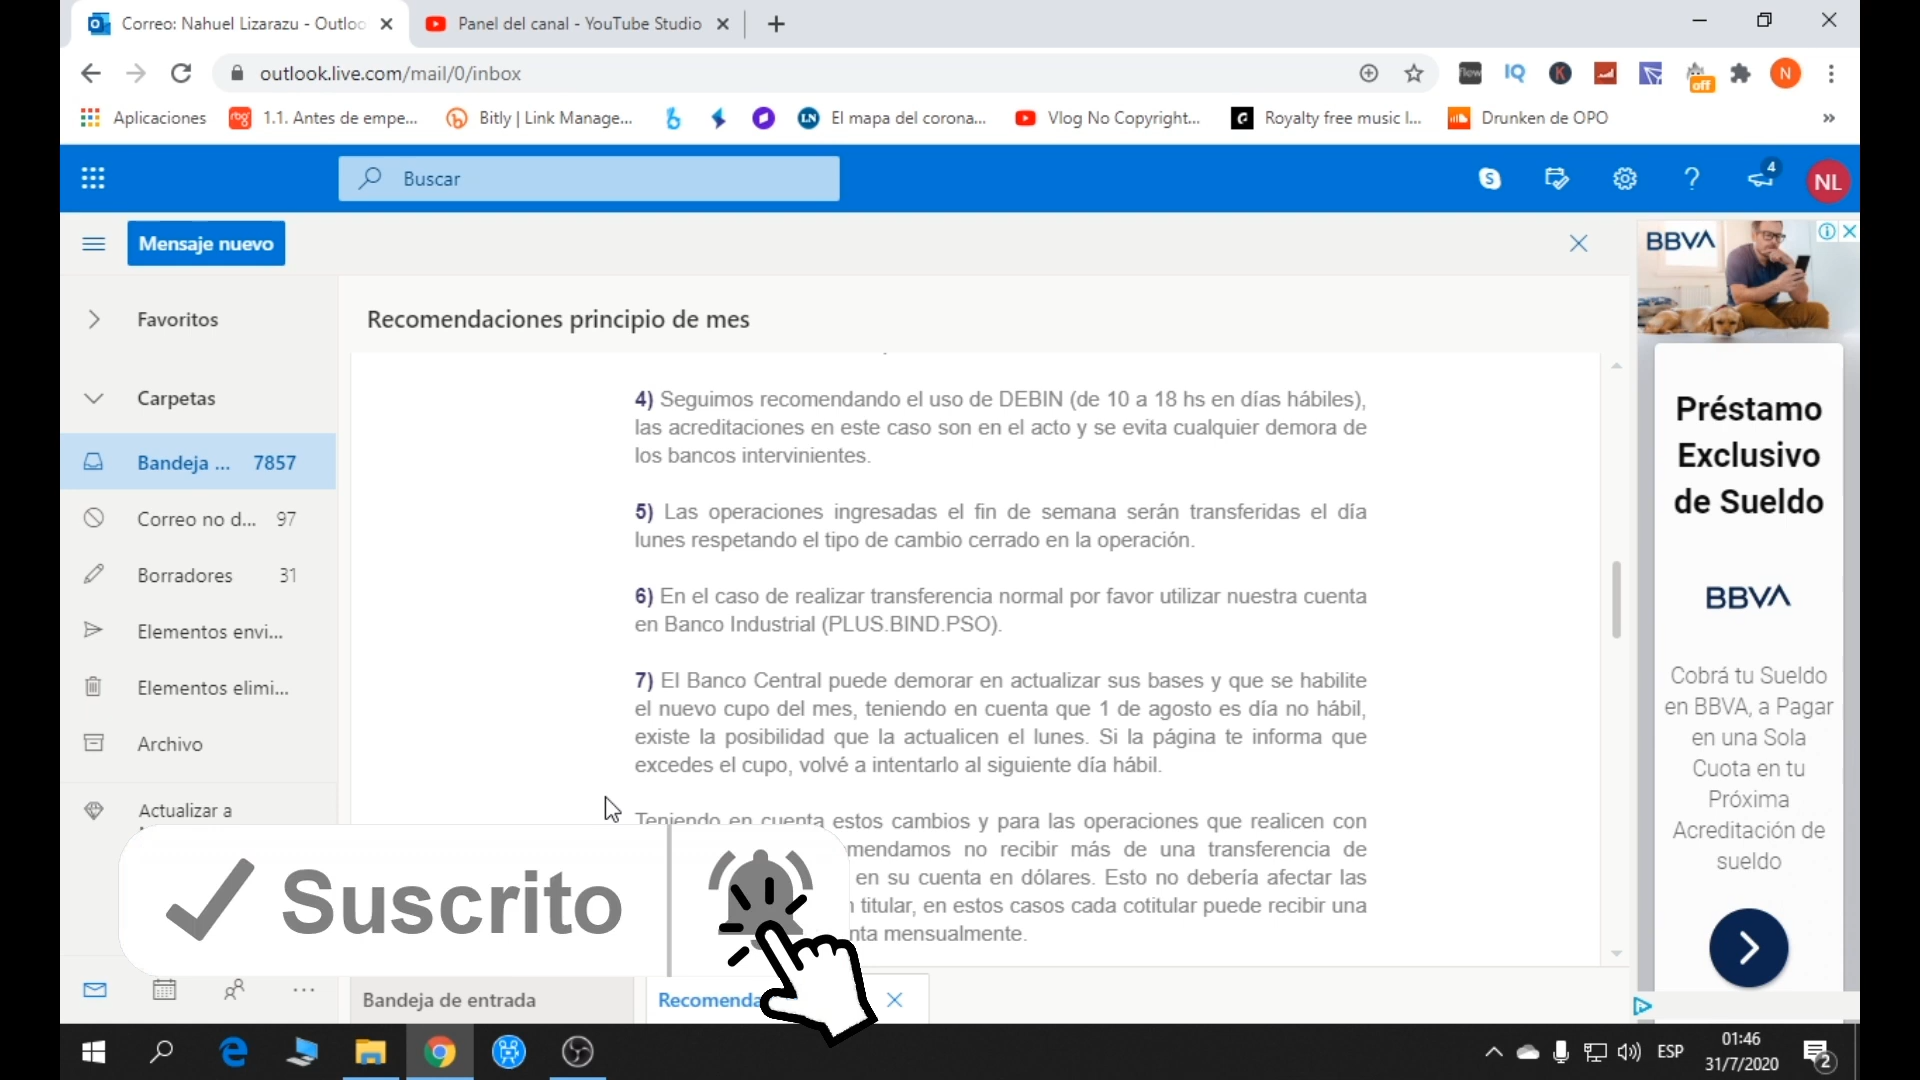 Correo: Nahuel Lizarazu - Outloo
Panel del canal - YouTube Studio
outlook.live.com/mail/0/inbox
flow
IQ
K
off
N
Aplicaciones
rbg
1.1. Antes de empe...
Bitly | Link Manage...
LN
El mapa del corona...
Vlog No Copyright...
Royalty free music l...
Drunken de OPO
»
Buscar
4
NL
Mensaje nuevo
Favoritos
Carpetas
Bandeja ... 7857
Correo no d... 97
Borradores 31
Elementos envi...
Elementos elimi...
Archivo
Actualizar a
Recomendaciones principio de mes
4) Seguimos recomendando el uso de DEBIN (de 10 a 18 hs en días hábiles),
las acreditaciones en este caso son en el acto y se evita cualquier demora de
los bancos intervinientes.
5) Las operaciones ingresadas el fin de semana serán transferidas el día
lunes respetando el tipo de cambio cerrado en la operación.
6) En el caso de realizar transferencia normal por favor utilizar nuestra cuenta
en Banco Industrial (PLUS.BIND.PSO).
7) El Banco Central puede demorar en actualizar sus bases y que se habilite
el nuevo cupo del mes, teniendo en cuenta que 1 de agosto es día no hábil,
existe la posibilidad que la actualicen el lunes. Si la página te informa que
excedes el cupo, volvé a intentarlo al siguiente día hábil.
Teniendo en cuenta estos cambios y para las operaciones que realicen con
mendamos no recibir más de una transferencia de
en su cuenta en dólares. Esto no debería afectar las
titular, en estos casos cada cotitular puede recibir una
nta mensualmente.
Suscrito
Bandeja de entrada
Recomenda
BBVA
Préstamo
Exclusivo
de Sueldo
BBVA
Cobrá tu Sueldo
en BBVA, a Pagar
en una Sola
Cuota en tu
Próxima
Acreditación de
sueldo
ESP
01:46
31/7/2020
2